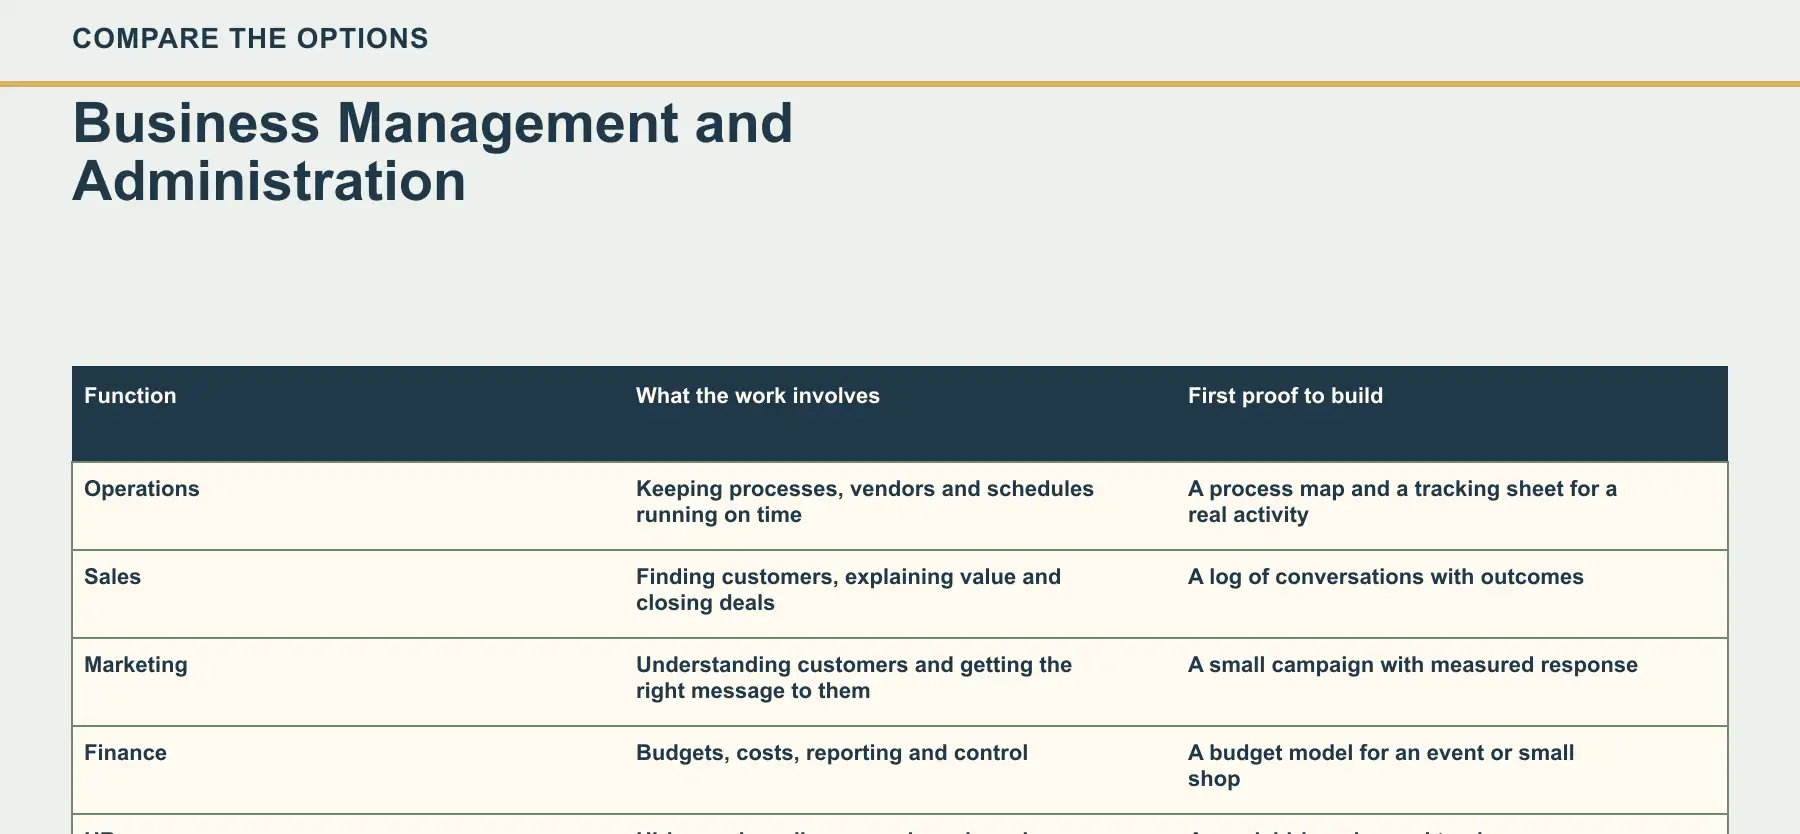 COMPARE THE OPTIONS
Business Management and
Administration
Function
What the work involves
First proof to build
Operations
Keeping processes, vendors and schedules
running on time
A process map and a tracking sheet for a
real activity
Sales
Finding customers, explaining value and
closing deals
A log of conversations with outcomes
Marketing
Understanding customers and getting the
right message to them
A small campaign with measured response
Finance
Budgets, costs, reporting and control
A budget model for an event or small
shop